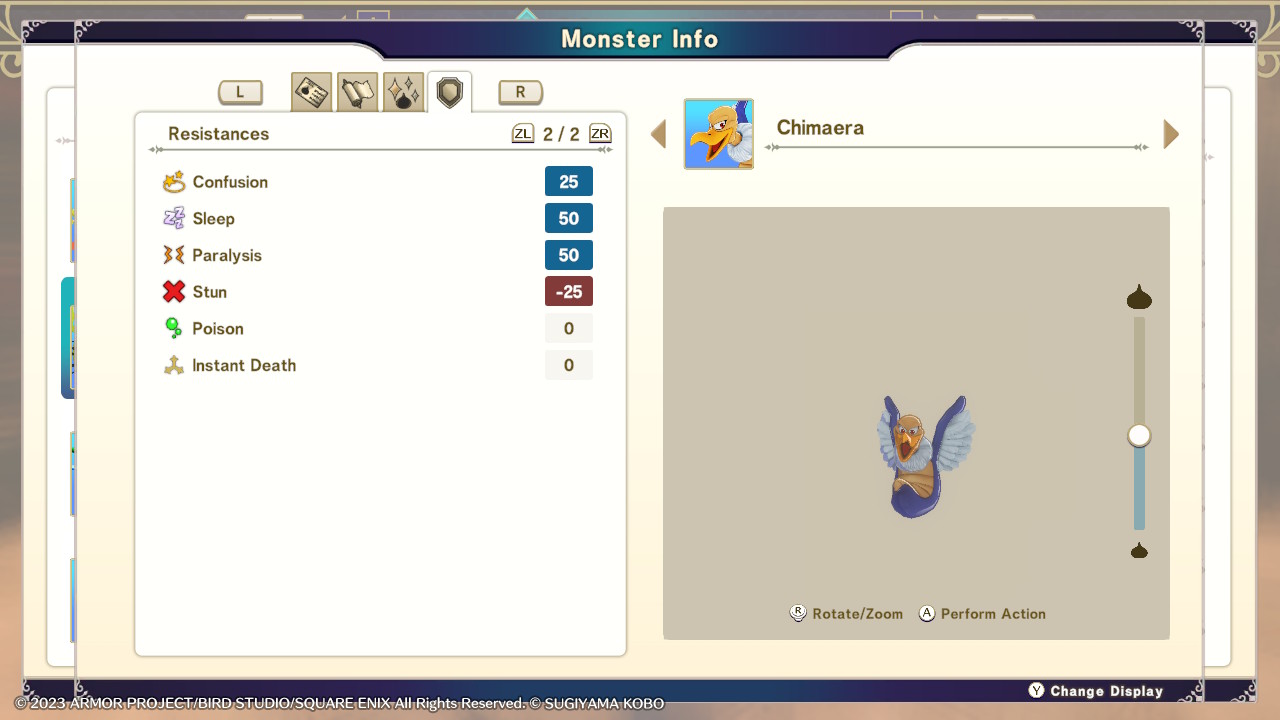 Monster Info
L
R
Resistances
ZL 2 / 2 ZR
Confusion 25
Sleep 50
Paralysis 50
Stun -25
Poison 0
Instant Death 0
Chimaera
R Rotate/Zoom A Perform Action
Y Change Display
© 2023 ARMOR PROJECT/BIRD STUDIO/SQUARE ENIX All Rights Reserved. © SUGIYAMA KOBO